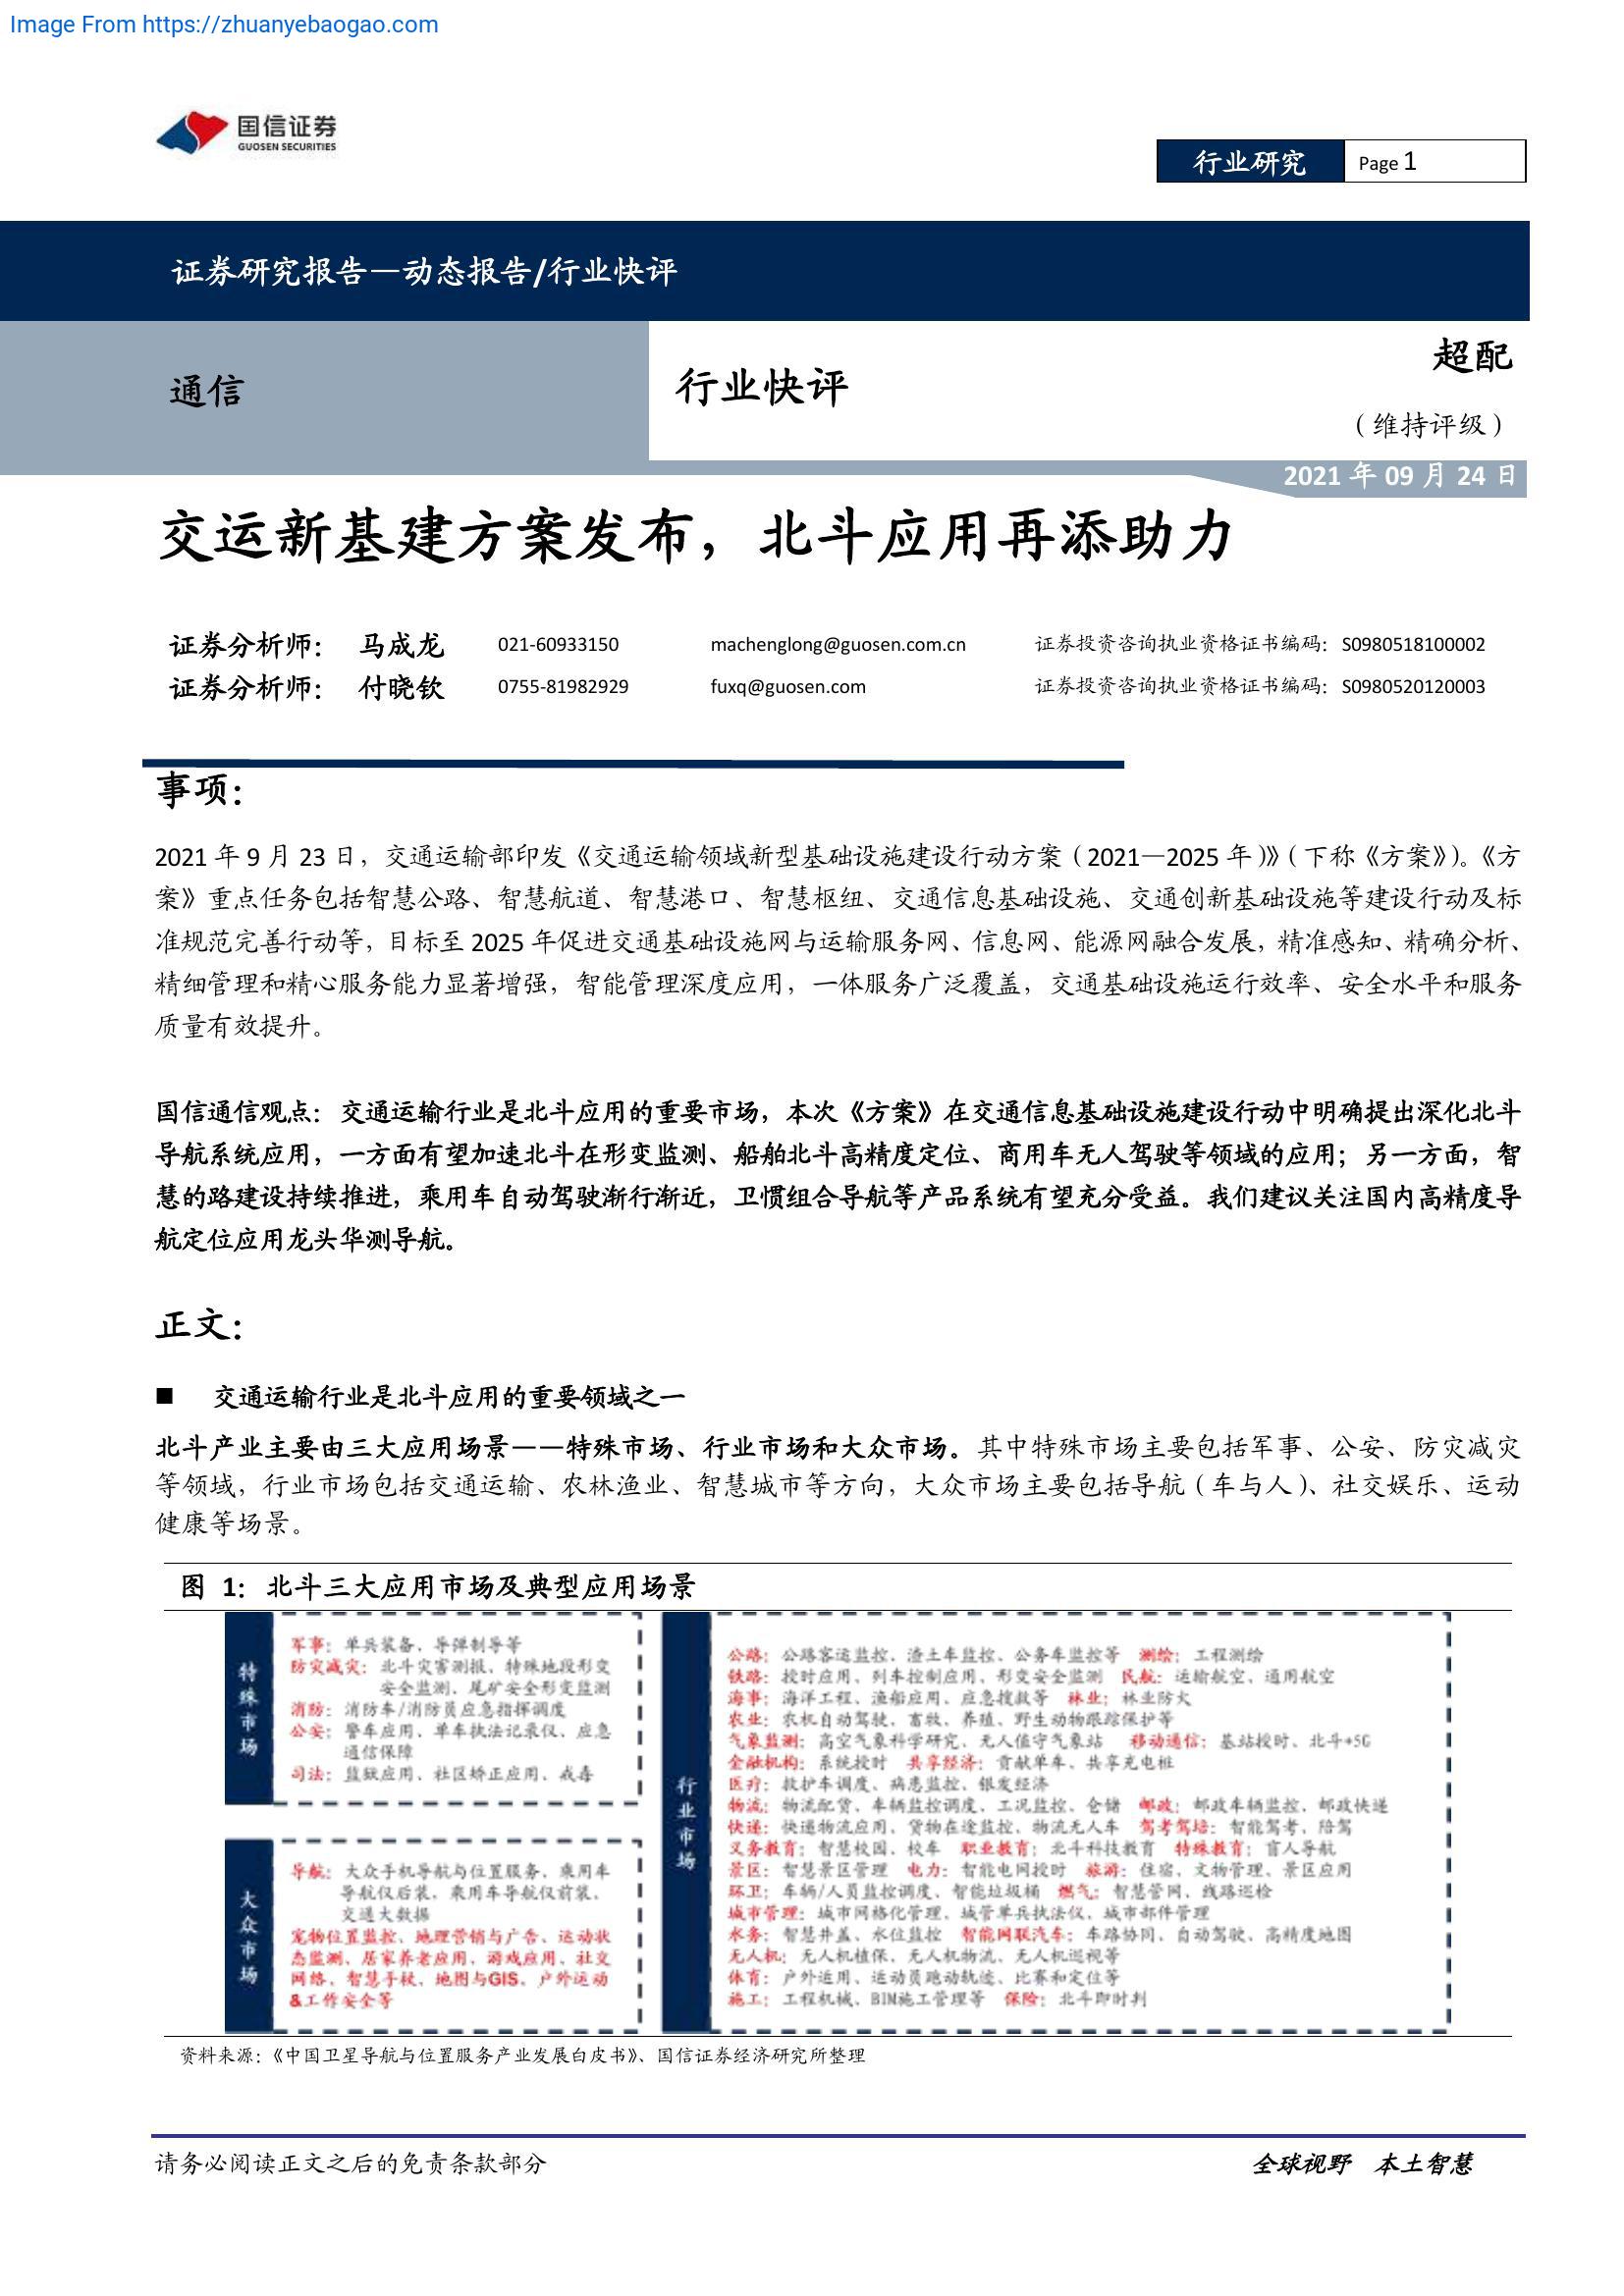 Image From https://zhuanyebaogao.com
国信证券
GUOSEN SECURITIES
行业研究
Page 1
证券研究报告—动态报告/行业快评
通信
行业快评
超配
（维持评级）
2021 年 09 月 24 日
交运新基建方案发布，北斗应用再添助力
证券分析师： 马成龙 021-60933150 machenglong@guosen.com.cn 证券投资咨询执业资格证书编码：S0980518100002
证券分析师： 付晓钦 0755-81982929 fuxq@guosen.com 证券投资咨询执业资格证书编码：S0980520120003
事项：
2021 年 9 月 23 日，交通运输部印发《交通运输领域新型基础设施建设行动方案（2021—2025 年）》（下称《方案》）。《方
案》重点任务包括智慧公路、智慧航道、智慧港口、智慧枢纽、交通信息基础设施、交通创新基础设施等建设行动及标
准规范完善行动等，目标至 2025 年促进交通基础设施网与运输服务网、信息网、能源网融合发展，精准感知、精确分析、
精细管理和精心服务能力显著增强，智能管理深度应用，一体服务广泛覆盖，交通基础设施运行效率、安全水平和服务
质量有效提升。
国信通信观点：交通运输行业是北斗应用的重要市场，本次《方案》在交通信息基础设施建设行动中明确提出深化北斗
导航系统应用，一方面有望加速北斗在形变监测、船舶北斗高精度定位、商用车无人驾驶等领域的应用；另一方面，智
慧的路建设持续推进，乘用车自动驾驶渐行渐近，卫惯组合导航等产品系统有望充分受益。我们建议关注国内高精度导
航定位应用龙头华测导航。
正文：
■ 交通运输行业是北斗应用的重要领域之一
北斗产业主要由三大应用场景——特殊市场、行业市场和大众市场。其中特殊市场主要包括军事、公安、防灾减灾
等领域，行业市场包括交通运输、农林渔业、智慧城市等方向，大众市场主要包括导航（车与人）、社交娱乐、运动
健康等场景。
图 1：北斗三大应用市场及典型应用场景
特殊市场
军事：单兵装备、导弹制导等
防灾减灾：北斗灾害测报、特殊地段形变
安全监测、尾矿安全形变监测
消防：消防车/消防员应急指挥调度
公安：警车应用、单车执法记录仪、应急
通信保障
司法：监狱应用、社区矫正应用、戒毒
大众市场
导航：大众手机导航与位置服务、乘用车
导航仪后装、乘用车导航仪前装、
交通大数据
宠物位置监控、地理营销与广告、运动状
态监测、居家养老应用、游戏应用、社交
网络、智慧手杖、地图与GIS、户外运动
&工作安全等
行业市场
公路：公路客运监控、渣土车监控、公务车监控等 测绘：工程测绘
铁路：授时应用、列车控制应用、形变安全监测 民航：运输航空、通用航空
海事：海洋工程、渔船应用、应急搜救等 林业：林业防火
农业：农机自动驾驶、畜牧、养殖、野生动物跟踪保护等
气象监测：高空气象科学研究、无人值守气象站 移动通信：基站授时、北斗+5G
金融机构：系统授时 共享经济：贡献单车、共享充电桩
医疗：救护车调度、病患监控、银发经济
物流：物流配货、车辆监控调度、工况监控、仓储 邮政：邮政车辆监控、邮政快递
快递：快递物流应用、货物在途监控、物流无人车 驾考驾培：智能驾考、陪驾
义务教育：智慧校园、校车 职业教育：北斗科技教育 特殊教育：盲人导航
景区：智慧景区管理 电力：智能电网授时 旅游：住宿、文物管理、景区应用
环卫：车辆/人员监控调度、智能垃圾桶 燃气：智慧管网、线路巡检
城市管理：城市网格化管理、城管单兵执法仪、城市部件管理
水务：智慧井盖、水位监控 智能网联汽车：车路协同、自动驾驶、高精度地图
无人机：无人机植保、无人机物流、无人机巡视等
体育：户外运用、运动员跑动轨迹、比赛和定位等
施工：工程机械、BIM施工管理等 保险：北斗即时判
资料来源：《中国卫星导航与位置服务产业发展白皮书》、国信证券经济研究所整理
请务必阅读正文之后的免责条款部分
全球视野 本土智慧